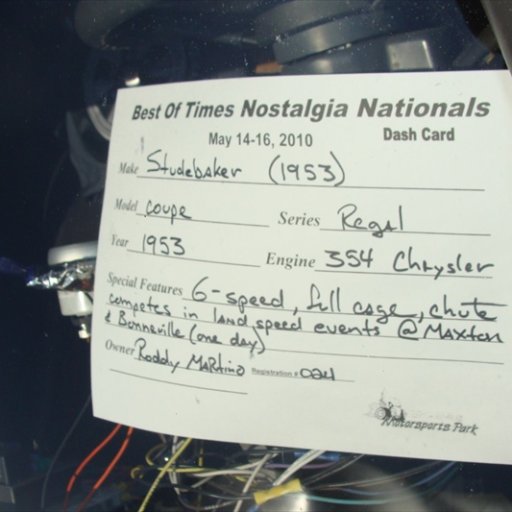 Best Of Times Nostalgia Nationals
May 14-16, 2010 Dash Card
Make Studebaker (1953)
Model coupe Series Regal
Year 1953 Engine 354 Chrysler
Special Features 6-speed, full cage, chute
competes in land speed events @ Maxton
& Bonneville (one day)
Owner Roddy Martino Registration # 024
Motorsports Park